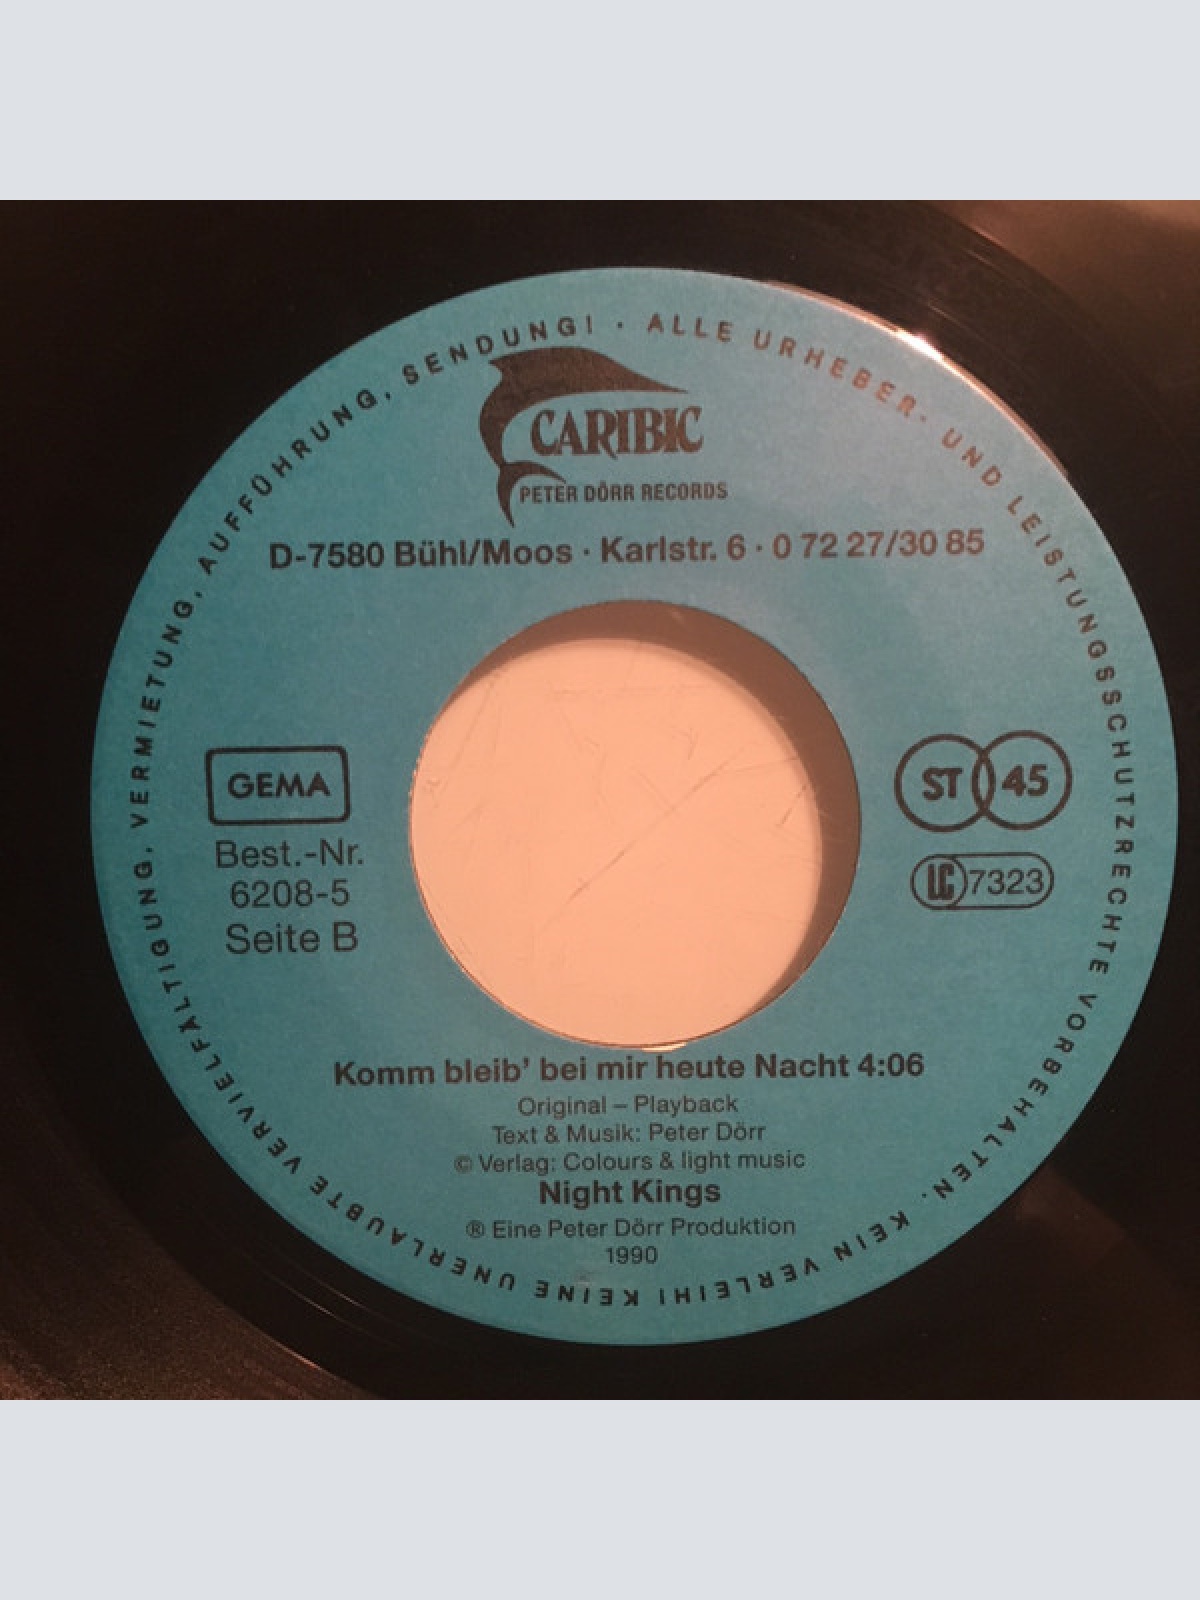 ALLE URHEBER- UND LEISTUNGSSCHUTZRECHTE VORBEHALTEN. KEIN VERLEIH! KEINE UNERLAUBTE VERVIELFÄLTIGUNG, VERMIETUNG, AUFFÜHRUNG, SENDUNG! ·
CARIBIC
PETER DÖRR RECORDS
D-7580 Bühl/Moos · Karlstr. 6 · 0 72 27/30 85
GEMA
Best.-Nr.
6208-5
Seite B
ST 45
LC 7323
Komm bleib’ bei mir heute Nacht 4:06
Original – Playback
Text & Musik: Peter Dörr
© Verlag: Colours & light music
Night Kings
® Eine Peter Dörr Produktion
1990